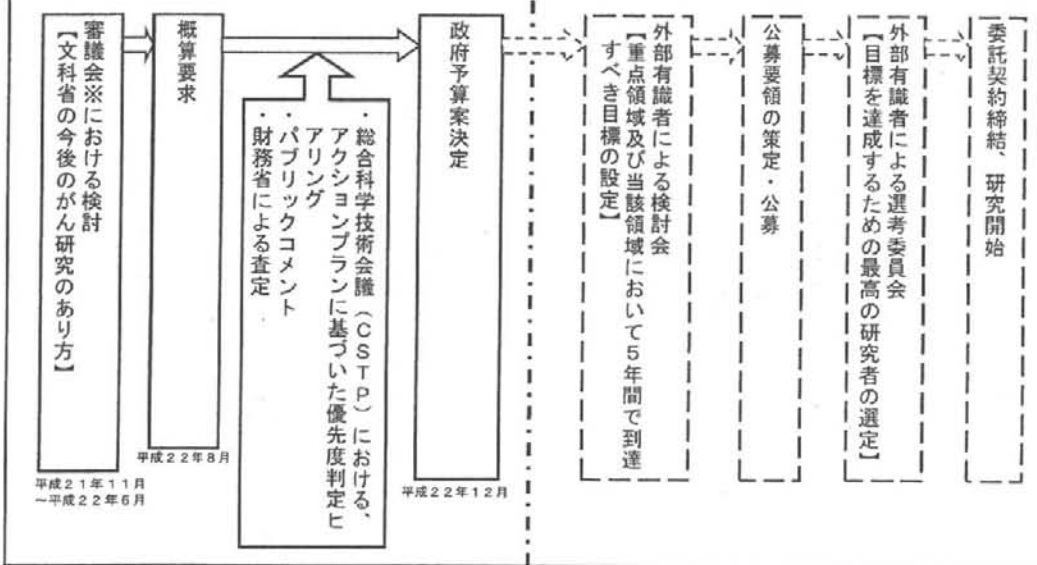 審議会※における検討
【文科省の今後のがん研究のあり方】
平成21年11月
～平成22年6月
概算要求
平成22年8月
・総合科学技術会議（CSTP）における、
アクションプランに基づいた優先度判定ヒ
アリング
・パブリックコメント
・財務省による査定
政府予算案決定
平成22年12月
外部有識者による検討会
【重点領域及び当該領域において5年間で到達
すべき目標の設定】
公募要領の策定・公募
外部有識者による選考委員会
【目標を達成するための最高の研究者の選定】
委託契約締結、研究開始